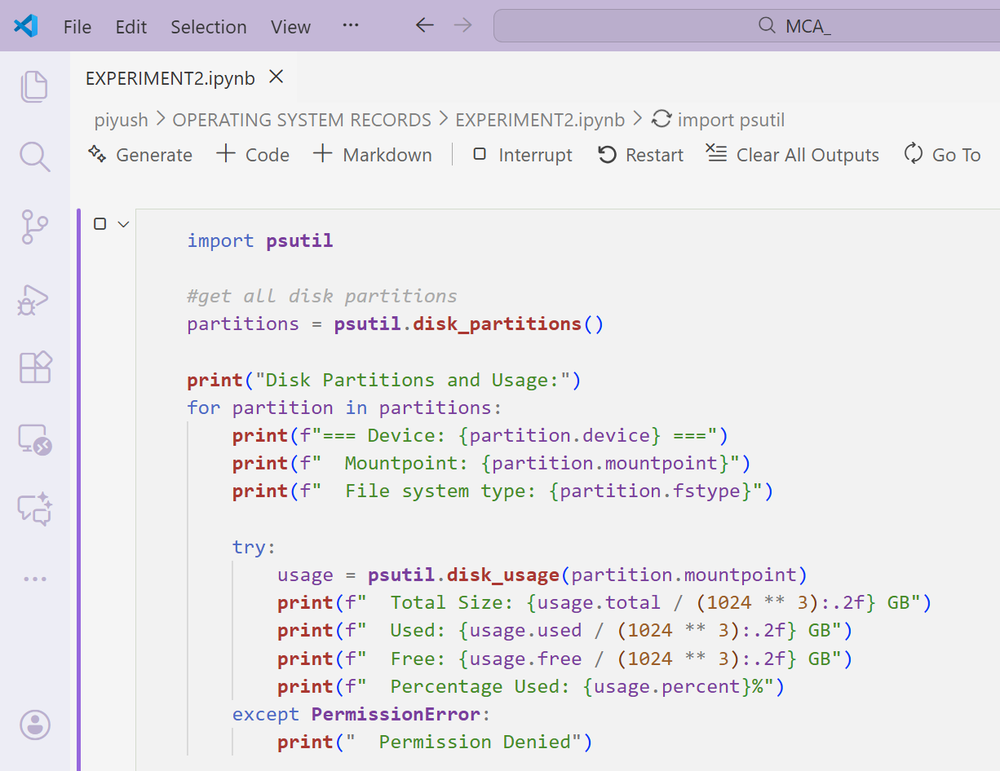 File Edit Selection View ··· ← → MCA_
EXPERIMENT2.ipynb ×
piyush > OPERATING SYSTEM RECORDS > EXPERIMENT2.ipynb > import psutil
Generate + Code + Markdown | Interrupt Restart Clear All Outputs Go To
import psutil
#get all disk partitions
partitions = psutil.disk_partitions()
print("Disk Partitions and Usage:")
for partition in partitions:
    print(f"=== Device: {partition.device} ===")
    print(f"  Mountpoint: {partition.mountpoint}")
    print(f"  File system type: {partition.fstype}")
    try:
        usage = psutil.disk_usage(partition.mountpoint)
        print(f"  Total Size: {usage.total / (1024 ** 3):.2f} GB")
        print(f"  Used: {usage.used / (1024 ** 3):.2f} GB")
        print(f"  Free: {usage.free / (1024 ** 3):.2f} GB")
        print(f"  Percentage Used: {usage.percent}%")
    except PermissionError:
        print("  Permission Denied")